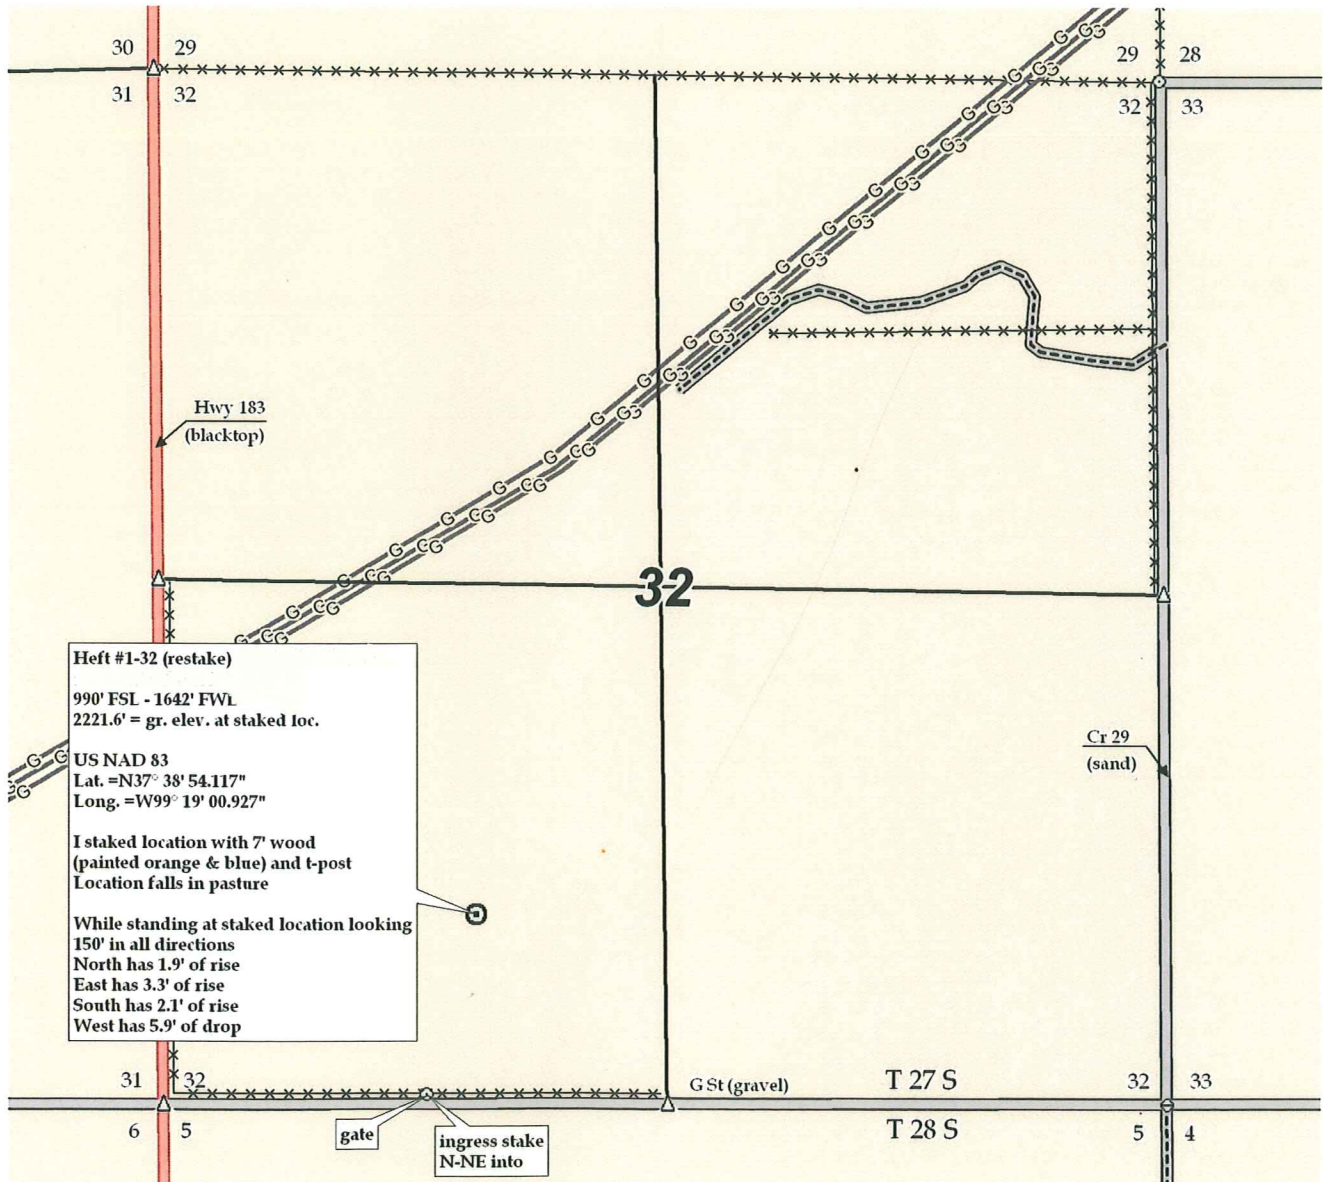 30 29
29 28
31 32
32 33
Hwy 183
(blacktop)
32
Heft #1-32 (restake)
990' FSL - 1642' FWL
2221.6' = gr. elev. at staked loc.
US NAD 83
Lat. =N37° 38' 54.117"
Long. =W99° 19' 00.927"
I staked location with 7' wood
(painted orange & blue) and t-post
Location falls in pasture
While standing at staked location looking
150' in all directions
North has 1.9' of rise
East has 3.3' of rise
South has 2.1' of rise
West has 5.9' of drop
Cr 29
(sand)
31 32
G St (gravel)
T 27 S
32 33
6 5
T 28 S
5 4
gate
ingress stake
N-NE into